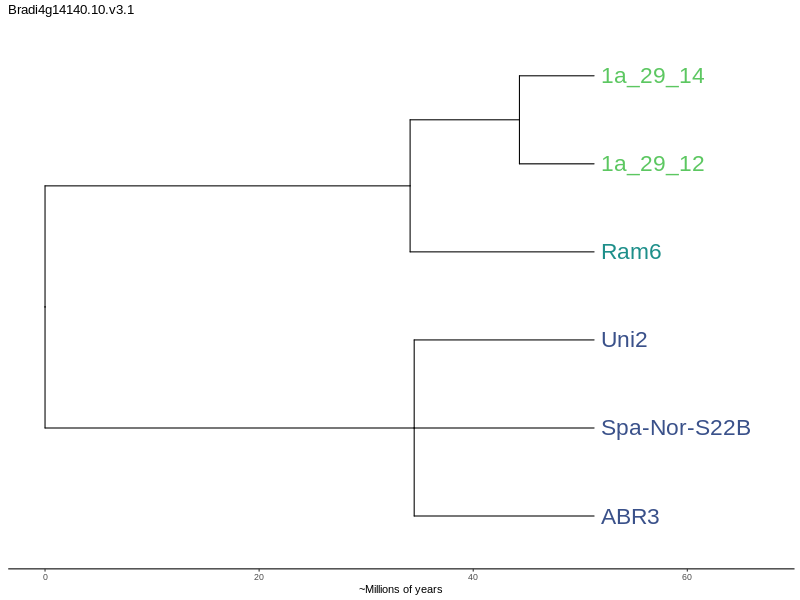 Bradi4g14140.10.v3.1
1a_29_14
1a_29_12
Ram6
Uni2
Spa-Nor-S22B
ABR3
0 20 40 60
~Millions of years